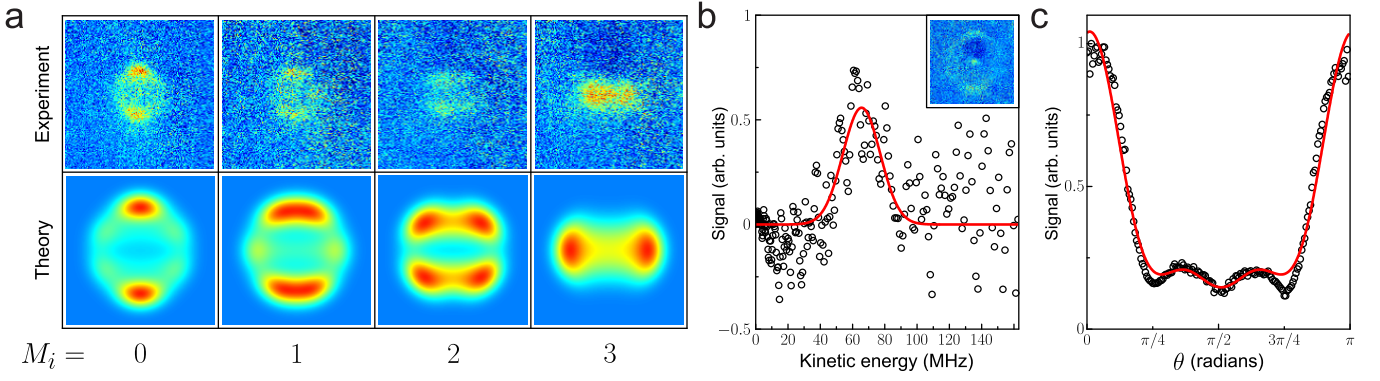 a
Experiment
Theory
M_i = 0 1 2 3
b
1
0.5
0
−0.5
Signal (arb. units)
0 20 40 60 80 100 120 140
Kinetic energy (MHz)
c
1
0.5
0
Signal (arb. units)
0 π/4 π/2 3π/4 π
θ (radians)